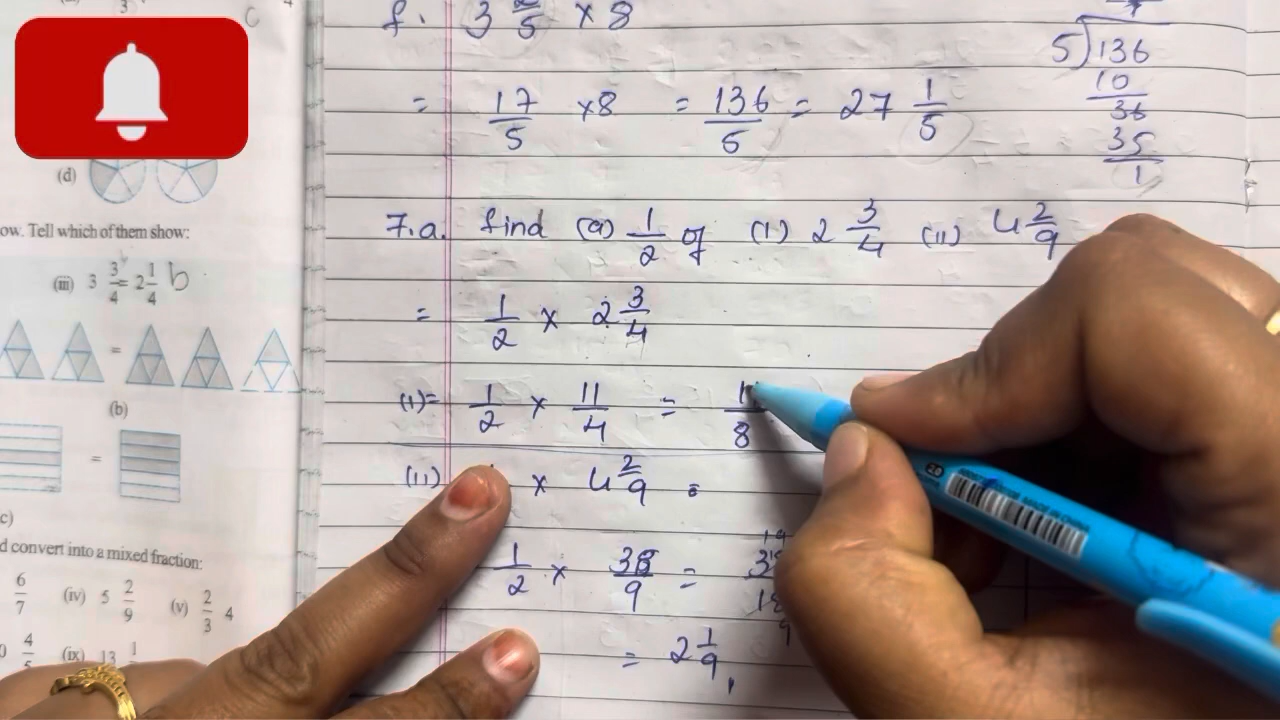 f. 3 2/5 × 8
= 17/5 × 8 = 136/5 = 27 1/5
5)136
10
36
35
1
7.a. find (a) 1/2 of (I) 2 3/4 (II) 4 2/9
= 1/2 × 2 3/4
(I)= 1/2 × 11/4 =
(II) × 4 2/9 =
1/2 × 38/9 =
= 2 1/9,
(d)
ow. Tell which of them show:
(iii) 3 3/4 = 2 1/4 b
=
(b)
=
c)
d convert into a mixed fraction:
6/7 (iv) 5 2/9 (v) 2/3 4
(ix) 13